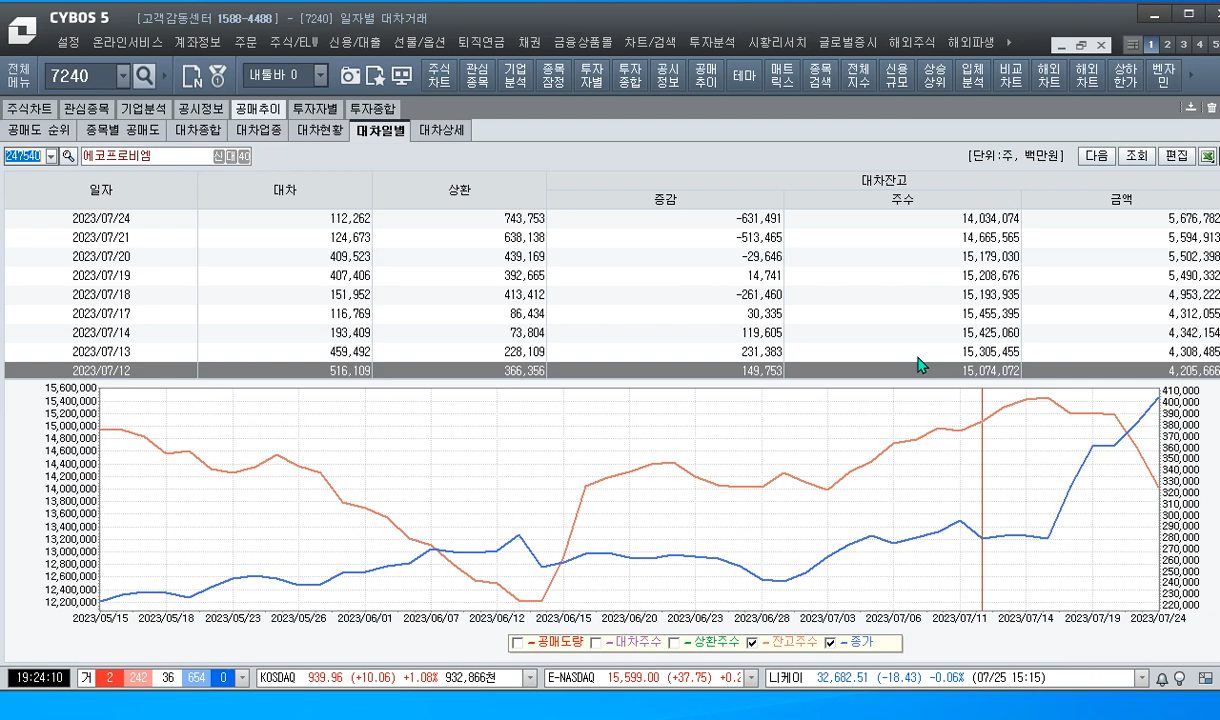 CYBOS 5 [고객감동센터 1588-4488] - [7240] 일자별 대차거래
설정 온라인서비스 계좌정보 주문 주식/ELW 신용/대출 선물/옵션 퇴직연금 채권 금융상품몰 차트/검색 투자분석 시황리서치 글로벌증시 해외주식 해외파생 1 2 3 4 5
전체메뉴 7240 내툴바 0 주식차트 관심종목 기업분석 종목잠정 투자자별 투자종합 공시정보 공매추이 테마 매트릭스 종목검색 전체지수 신용규모 상승상위 입체분석 비교차트 해외차트 해외차트 상하한가 벤자민
주식차트 관심종목 기업분석 공시정보 공매추이 투자자별 투자종합
공매도 순위 종목별 공매도 대차종합 대차업종 대차현황 대차일별 대차상세
247540 에코프로비엠 신 대 40 [단위:주, 백만원] 다음 조회 편집
일자 대차 상환 대차잔고
증감 주수 금액
2023/07/24 112,262 743,753 -631,491 14,034,074 5,676,782
2023/07/21 124,673 638,138 -513,465 14,665,565 5,594,913
2023/07/20 409,523 439,169 -29,646 15,179,030 5,502,398
2023/07/19 407,406 392,665 14,741 15,208,676 5,490,332
2023/07/18 151,952 413,412 -261,460 15,193,935 4,953,222
2023/07/17 116,769 86,434 30,335 15,455,395 4,312,055
2023/07/14 193,409 73,804 119,605 15,425,060 4,342,154
2023/07/13 459,492 228,109 231,383 15,305,455 4,308,485
2023/07/12 516,109 366,356 149,753 15,074,072 4,205,666
15,600,000 410,000
15,400,000 400,000
15,200,000 390,000
15,000,000 380,000
14,800,000 370,000
14,600,000 360,000
14,400,000 350,000
14,200,000 340,000
14,000,000 330,000
13,800,000 320,000
13,600,000 310,000
13,400,000 300,000
13,200,000 290,000
13,000,000 280,000
12,800,000 270,000
12,600,000 260,000
12,400,000 250,000
12,200,000 240,000
230,000
220,000
2023/05/15 2023/05/18 2023/05/23 2023/05/26 2023/06/01 2023/06/07 2023/06/12 2023/06/15 2023/06/20 2023/06/23 2023/06/28 2023/07/03 2023/07/06 2023/07/11 2023/07/14 2023/07/19 2023/07/24
공매도량 대차주수 상환주수 잔고주수 종가
19:24:10 거 2 242 36 654 0 KOSDAQ 939.96 (+10.06) +1.08% 932,866천 E-NASDAQ 15,599.00 (+37.75) +0.2 니케이 32,682.51 (-18.43) -0.06% (07/25 15:15)